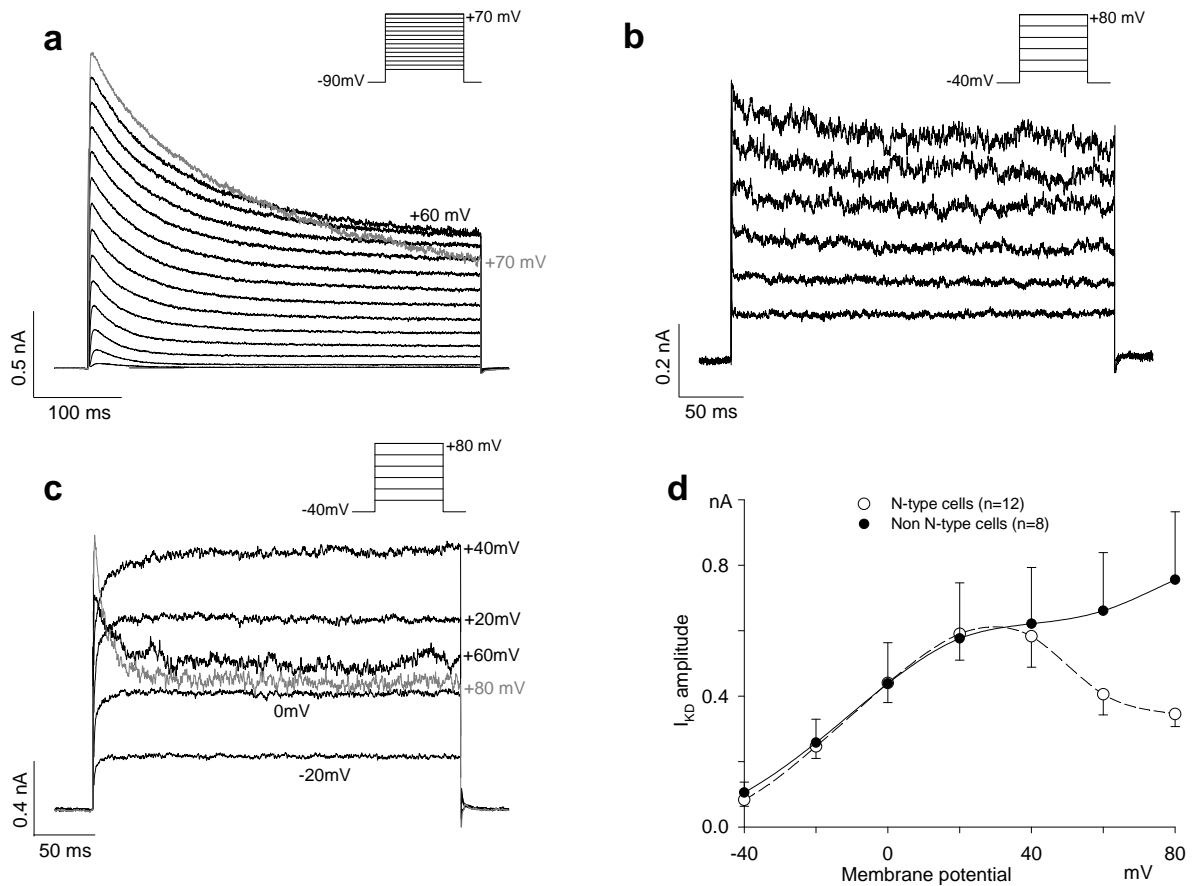 a
+70 mV
-90mV
+60 mV
+70 mV
0.5 nA
100 ms
b
+80 mV
-40mV
0.2 nA
50 ms
c
+80 mV
-40mV
+40mV
+20mV
+60mV
+80 mV
0mV
-20mV
0.4 nA
50 ms
d
nA
N-type cells (n=12)
Non N-type cells (n=8)
0.8
0.4
0.0
IKD amplitude
-40
0
40
80
Membrane potential
mV